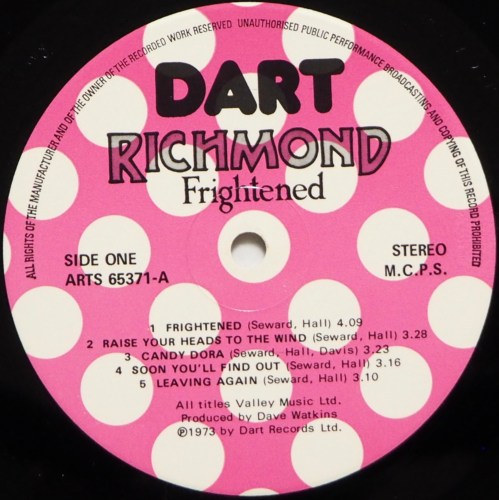 ALL RIGHTS OF THE MANUFACTURER AND OF THE OWNER OF THE RECORDED WORK RESERVED UNAUTHORISED PUBLIC PERFORMANCE BROADCASTING AND COPYING OF THIS RECORD PROHIBITED
DART
RICHMOND
Frightened
SIDE ONE
ARTS 65371-A
STEREO
M.C.P.S.
1 FRIGHTENED (Seward, Hall) 4.09
2 RAISE YOUR HEADS TO THE WIND (Seward, Hall) 3.28
3 CANDY DORA (Seward, Hall, Davis) 3.23
4 SOON YOU'LL FIND OUT (Seward, Hall) 3.16
5 LEAVING AGAIN (Seward, Hall) 3.10
All titles Valley Music Ltd.
Produced by Dave Watkins
℗1973 by Dart Records Ltd.